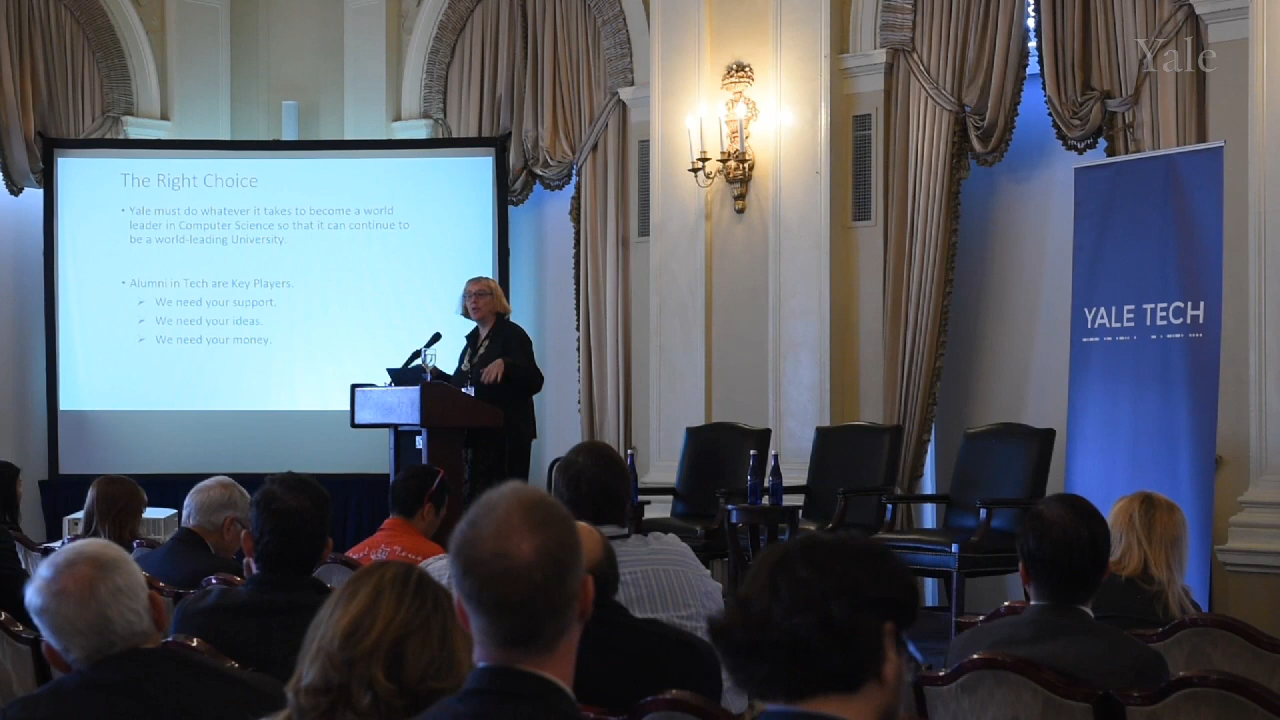 Yale
The Right Choice
• Yale must do whatever it takes to become a world
leader in Computer Science so that it can continue to
be a world-leading University.
• Alumni in Tech are Key Players.
➢ We need your support.
➢ We need your ideas.
➢ We need your money.
YALE TECH